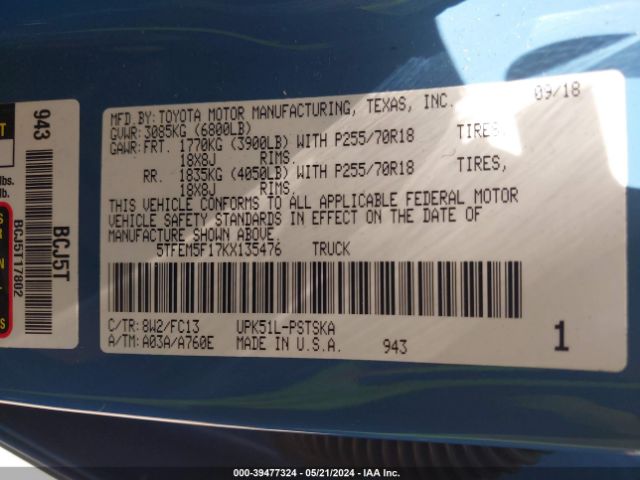 MFD.BY: TOYOTA MOTOR MANUFACTURING, TEXAS, INC. 09/18
GVWR: 3085KG (6800LB)
GAWR: FRT. 1770KG (3900LB) WITH P255/70R18 TIRES,
18X8J RIMS,
RR. 1835KG (4050LB) WITH P255/70R18 TIRES,
18X8J RIMS.
THIS VEHICLE CONFORMS TO ALL APPLICABLE FEDERAL MOTOR
VEHICLE SAFETY STANDARDS IN EFFECT ON THE DATE OF
MANUFACTURE SHOWN ABOVE.
5TFEM5F17KX135476 TRUCK
C/TR: 8W2/FC13 UPK51L-PSTSKA
A/TM: A03A/A760E MADE IN U.S.A. 943 1
943
BCJ5T
BCJ5T17802
lbs.
lb.
000-39477324 | 05/21/2024 | IAA Inc.